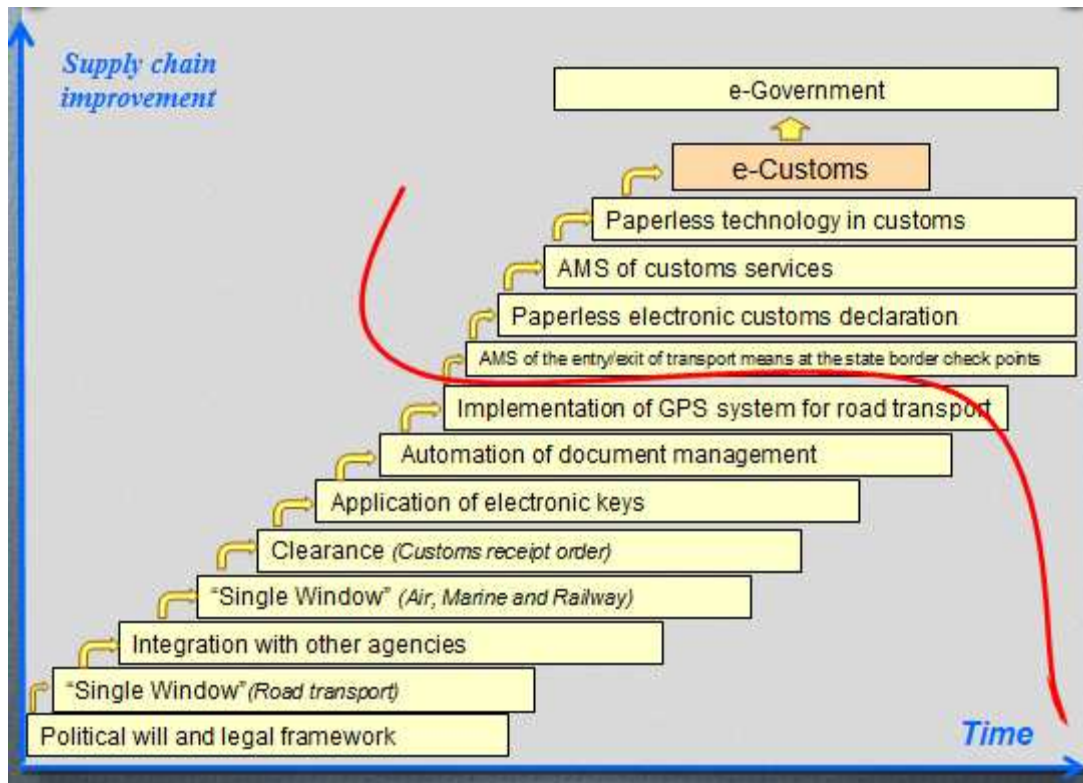 Supply chain
improvement
e-Government
e-Customs
Paperless technology in customs
AMS of customs services
Paperless electronic customs declaration
AMS of the entry/exit of transport means at the state border check points
Implementation of GPS system for road transport
Automation of document management
Application of electronic keys
Clearance (Customs receipt order)
“Single Window” (Air, Marine and Railway)
Integration with other agencies
“Single Window” (Road transport)
Political will and legal framework
Time